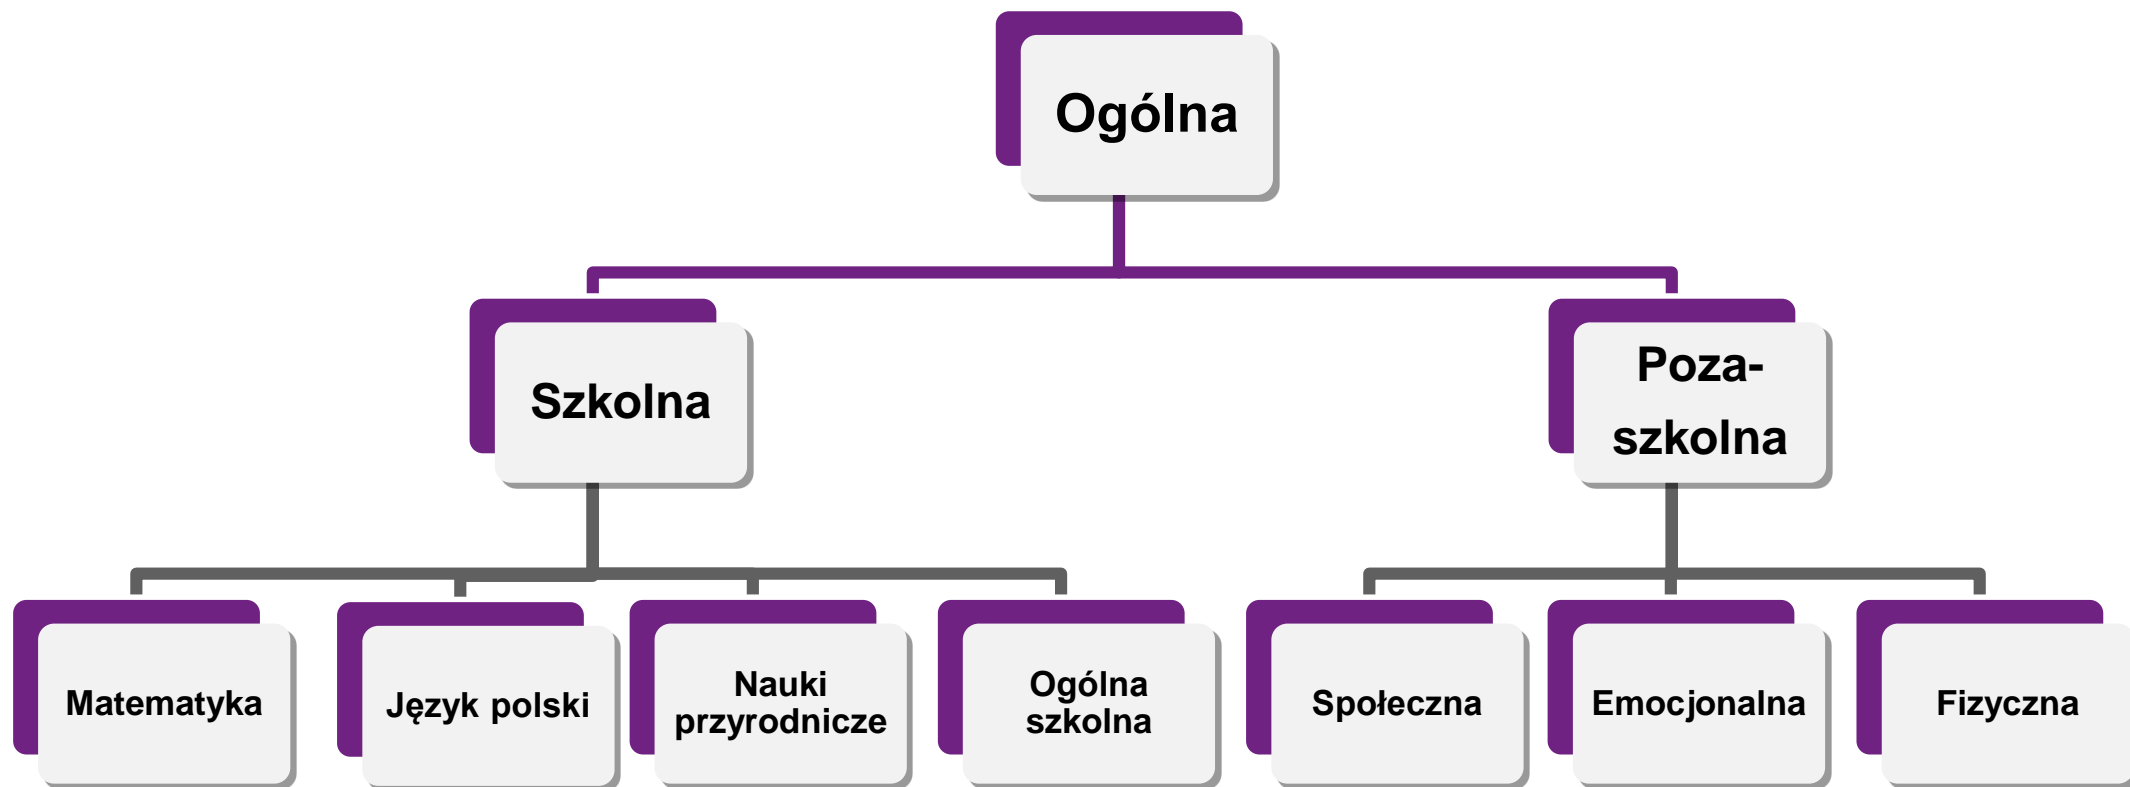 Ogólna
Szkolna
Poza-
szkolna
Matematyka
Język polski
Nauki
przyrodnicze
Ogólna
szkolna
Społeczna
Emocjonalna
Fizyczna